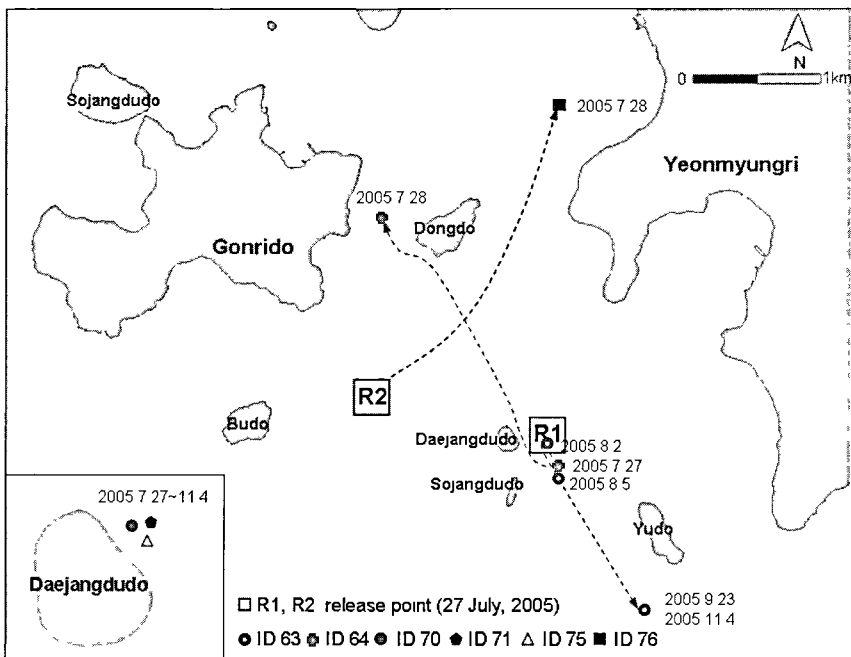 N
0 1km
Sojangdudo
2005 7 28
Yeonmyungri
2005 7 28
Dongdo
Gonrido
R2
Budo
Daejangdudo
R1
2005 8 2
2005 7 27
Sojangdudo
2005 8 5
Yudo
2005 7 27~11 4
Daejangdudo
2005 9 23
2005 11 4
R1, R2 release point (27 July, 2005)
ID 63 ID 64 ID 70 ID 71 ID 75 ID 76